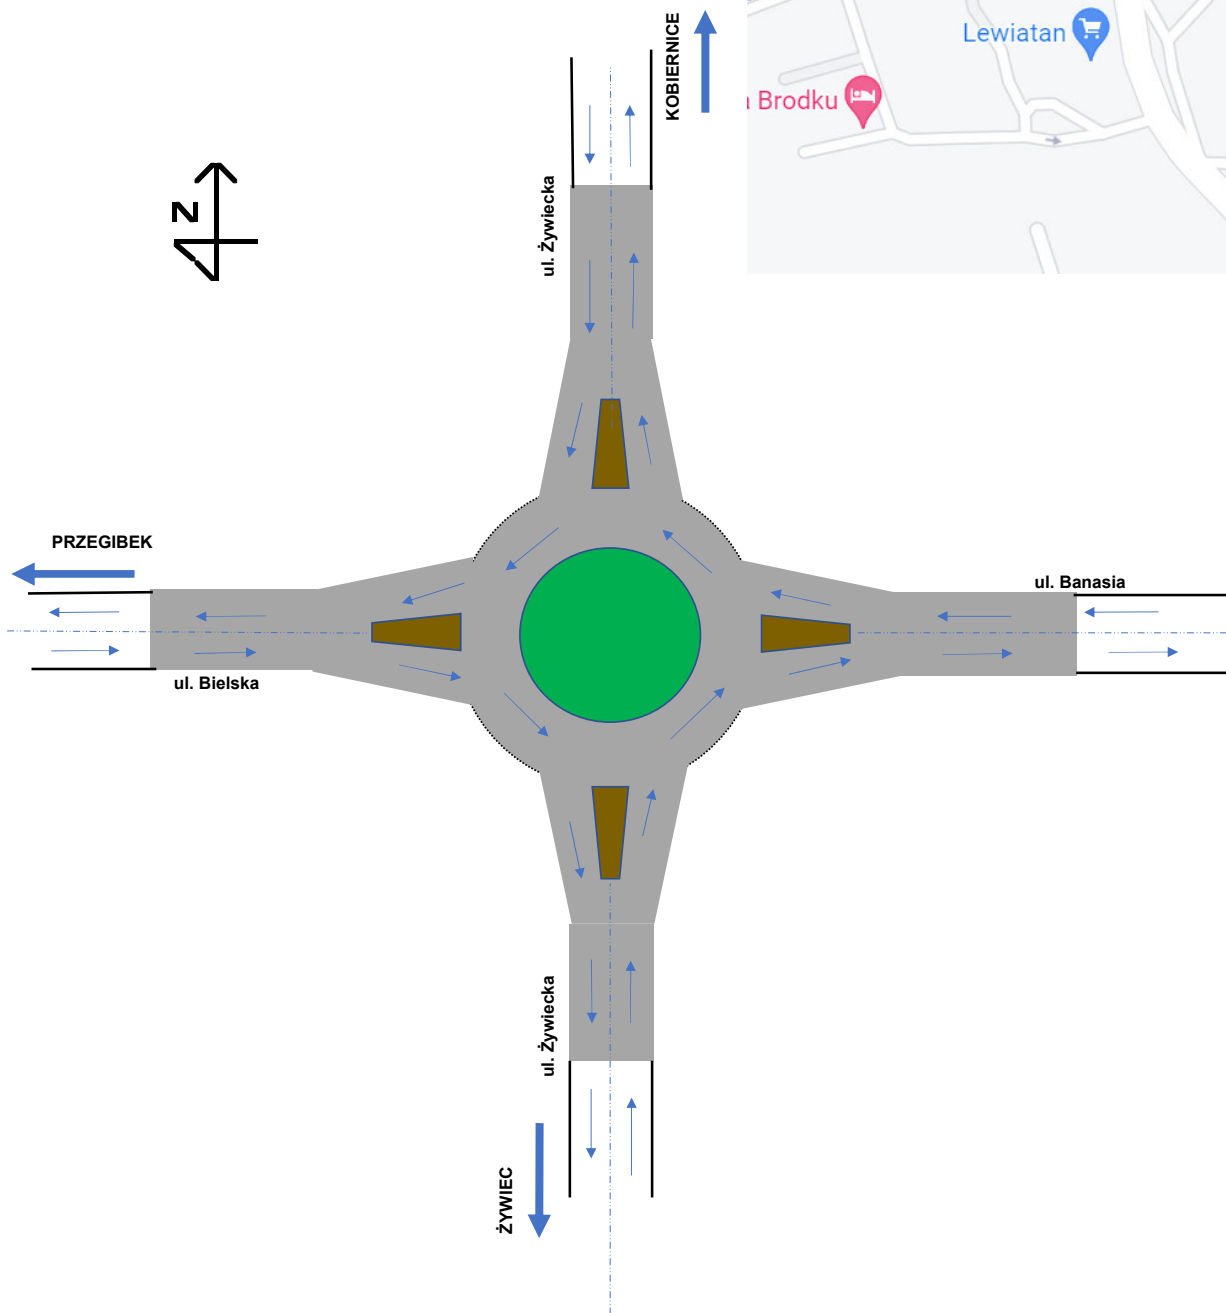 KOBIERNICE
Lewiatan
a Brodku
ul. Żywiecka
N
PRZEGIBEK
ul. Banasia
ul. Bielska
ul. Żywiecka
ŻYWIEC